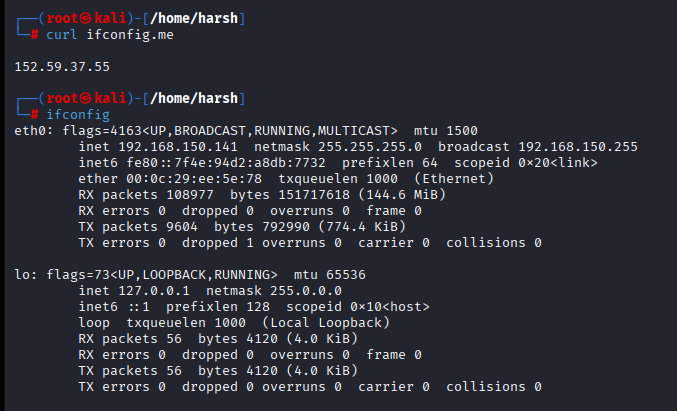 ┌──(root㉿kali)-[/home/harsh]
└─# curl ifconfig.me
152.59.37.55
┌──(root㉿kali)-[/home/harsh]
└─# ifconfig
eth0: flags=4163<UP,BROADCAST,RUNNING,MULTICAST>  mtu 1500
        inet 192.168.150.141  netmask 255.255.255.0  broadcast 192.168.150.255
        inet6 fe80::7f4e:94d2:a8db:7732  prefixlen 64  scopeid 0×20<link>
        ether 00:0c:29:ee:5e:78  txqueuelen 1000  (Ethernet)
        RX packets 108977  bytes 151717618 (144.6 MiB)
        RX errors 0  dropped 0  overruns 0  frame 0
        TX packets 9604  bytes 792990 (774.4 KiB)
        TX errors 0  dropped 1 overruns 0  carrier 0  collisions 0
lo: flags=73<UP,LOOPBACK,RUNNING>  mtu 65536
        inet 127.0.0.1  netmask 255.0.0.0
        inet6 ::1  prefixlen 128  scopeid 0×10<host>
        loop  txqueuelen 1000  (Local Loopback)
        RX packets 56  bytes 4120 (4.0 KiB)
        RX errors 0  dropped 0  overruns 0  frame 0
        TX packets 56  bytes 4120 (4.0 KiB)
        TX errors 0  dropped 0 overruns 0  carrier 0  collisions 0